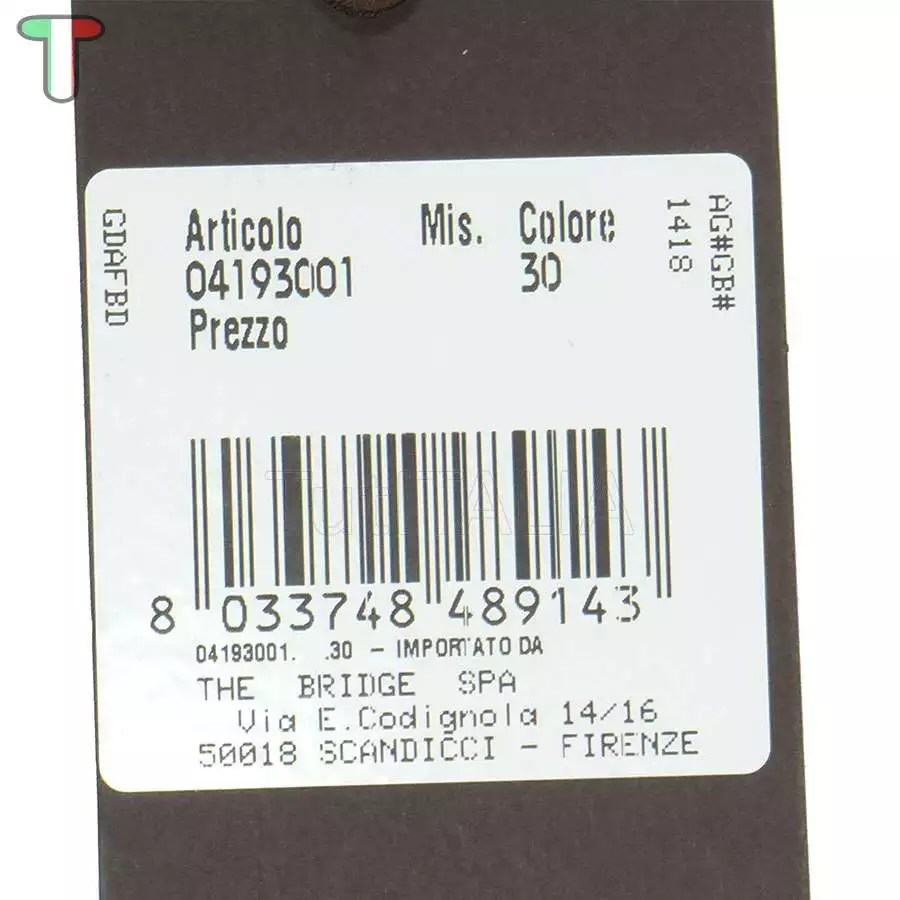 GDAFBD
Articolo Mis. Colore
04193001 30
Prezzo
AG#GB#
1418
TuttITALIA
8 033748 489143
04193001. .30 - IMPORTATO DA
THE BRIDGE SPA
Via E.Codignola 14/16
50018 SCANDICCI - FIRENZE